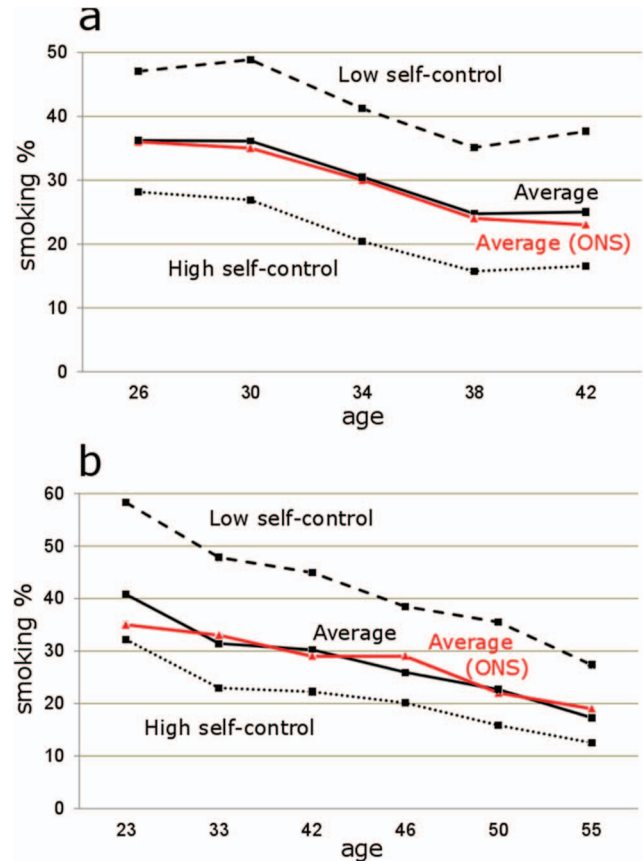 a
50
Low self-control
40
30
Average
Average (ONS)
20
High self-control
10
0
smoking %
26 30 34 38 42
age
b
60
Low self-control
50
40
Average
Average
(ONS)
30
20
High self-control
10
0
smoking %
23 33 42 46 50 55
age